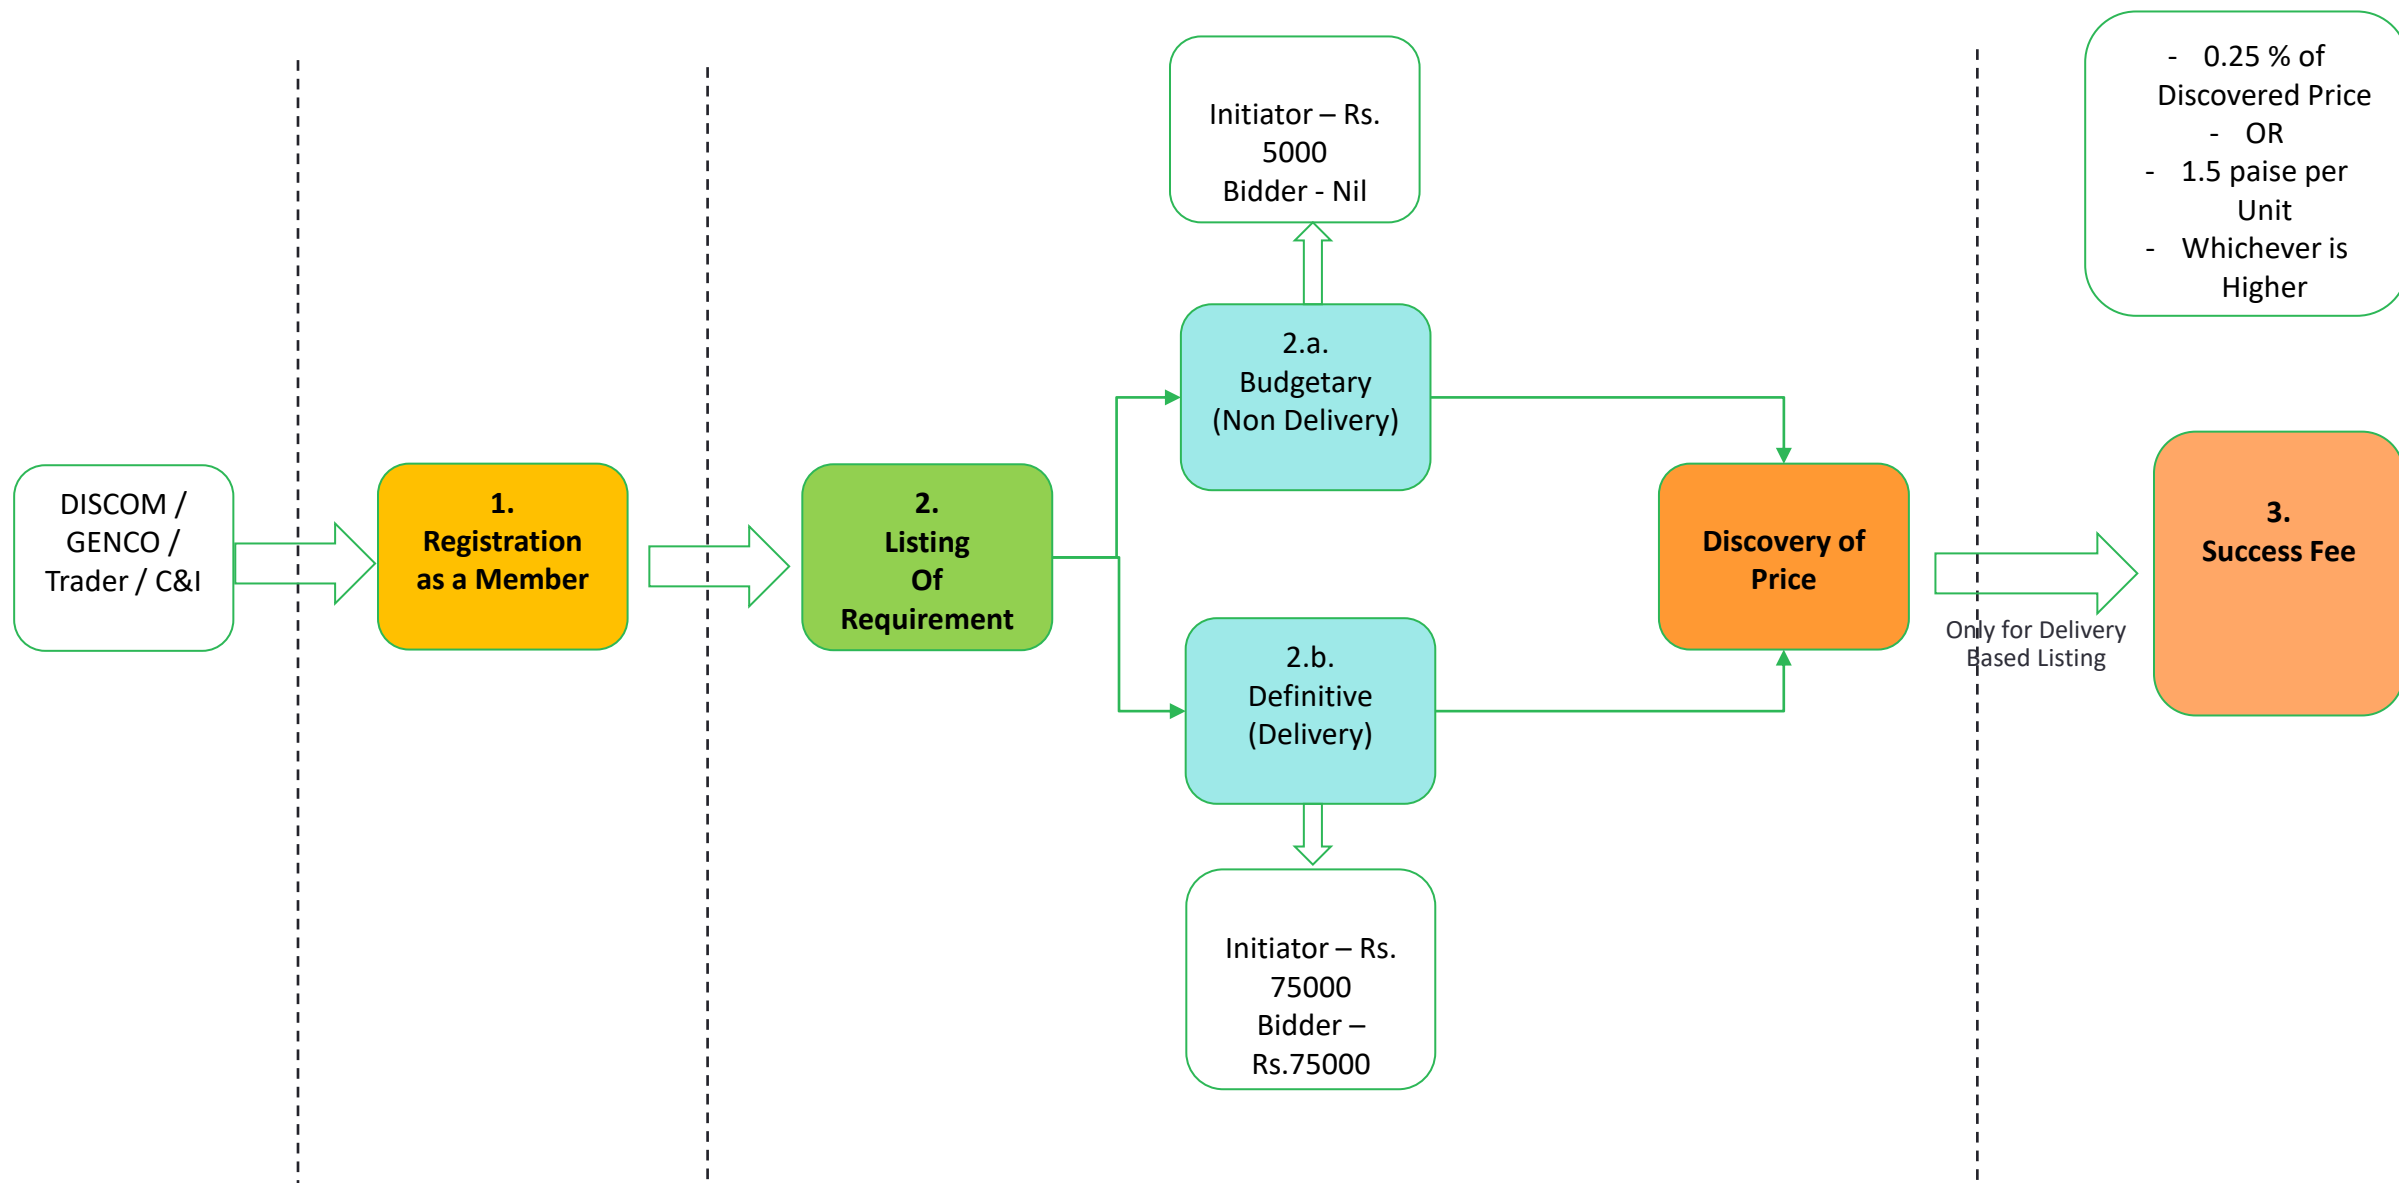 DISCOM /
GENCO /
Trader / C&I
1.
Registration
as a Member
2.
Listing
Of
Requirement
Initiator – Rs.
5000
Bidder - Nil
2.a.
Budgetary
(Non Delivery)
2.b.
Definitive
(Delivery)
Initiator – Rs.
75000
Bidder –
Rs.75000
Discovery of
Price
Only for Delivery
Based Listing
- 0.25 % of
Discovered Price
- OR
- 1.5 paise per
Unit
- Whichever is
Higher
3.
Success Fee